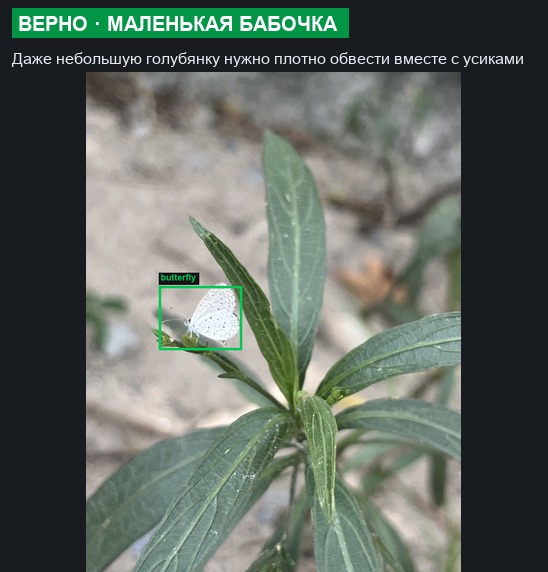 ВЕРНО · МАЛЕНЬКАЯ БАБОЧКА
Даже небольшую голубянку нужно плотно обвести вместе с усиками
butterfly